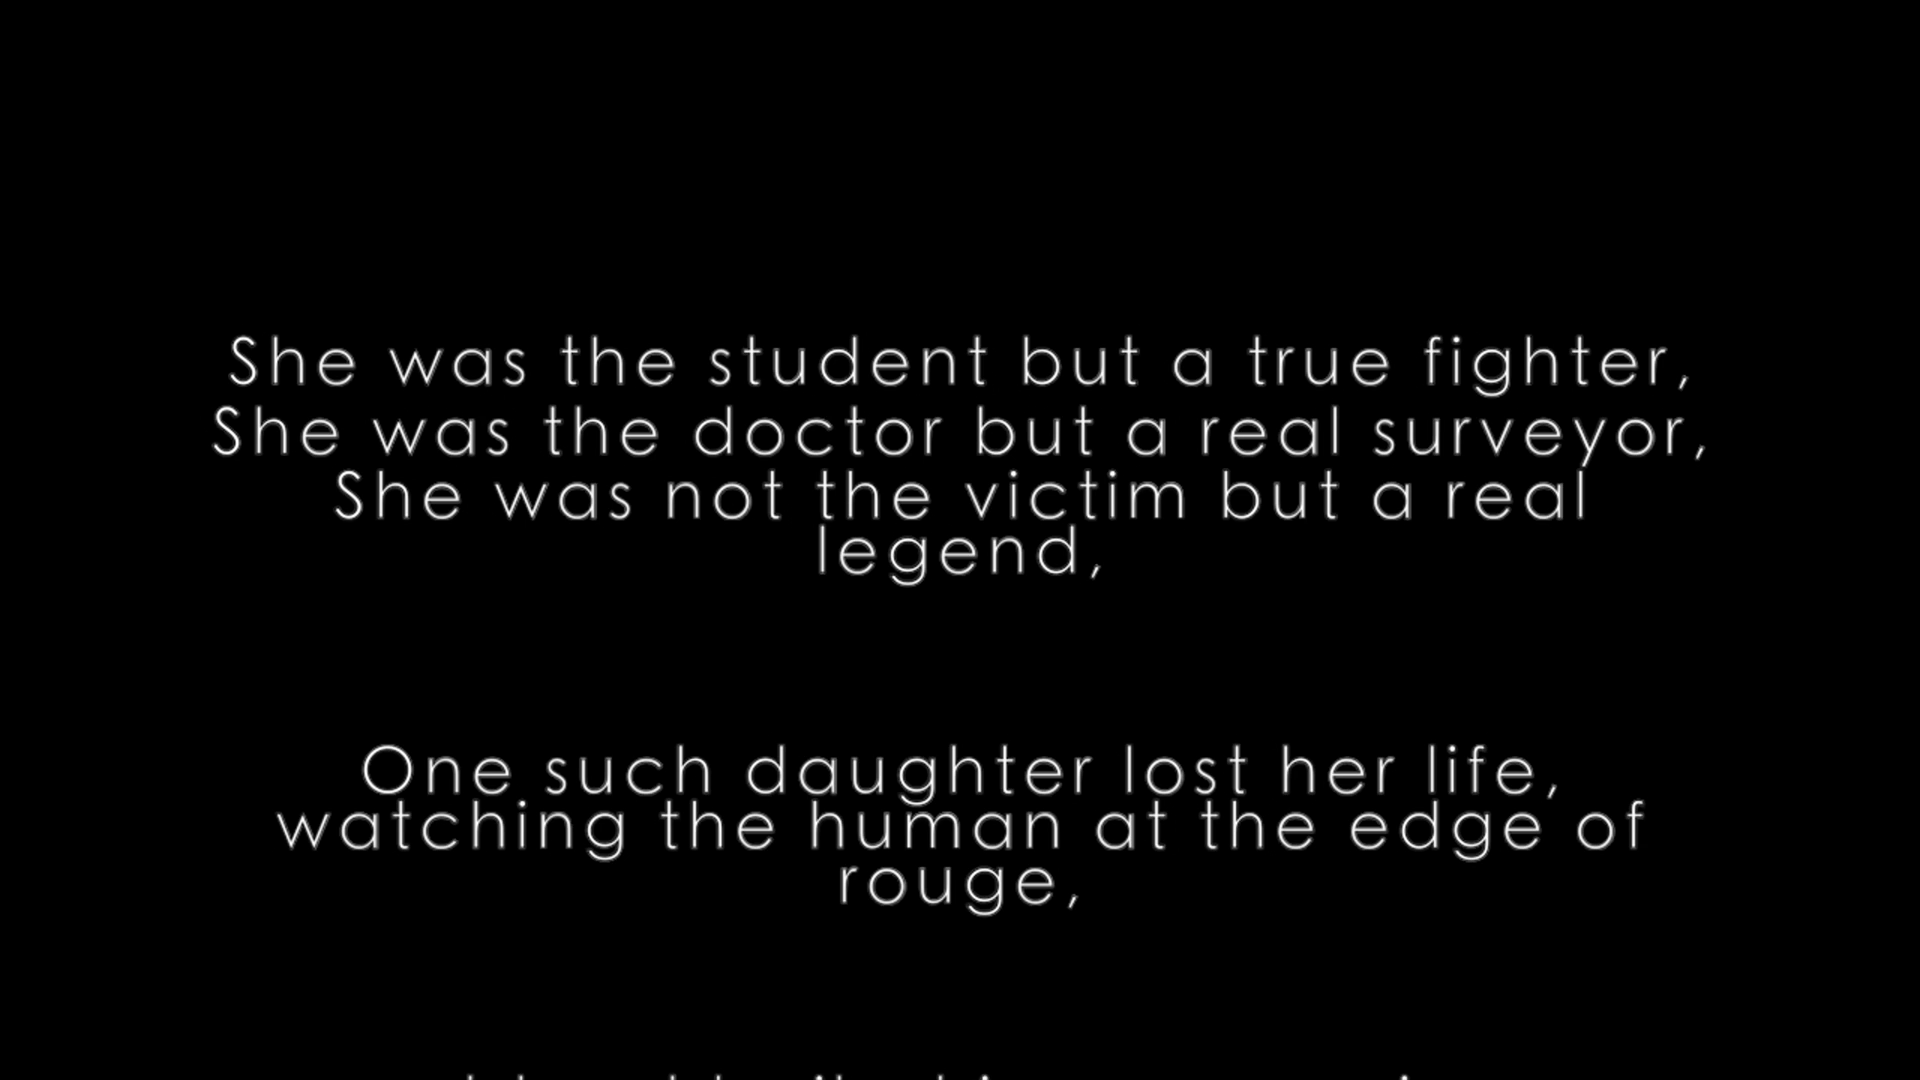 She was the student but a true fighter,
She was the doctor but a real surveyor,
She was not the victim but a real
legend,
One such daughter lost her life,
watching the human at the edge of
rouge,